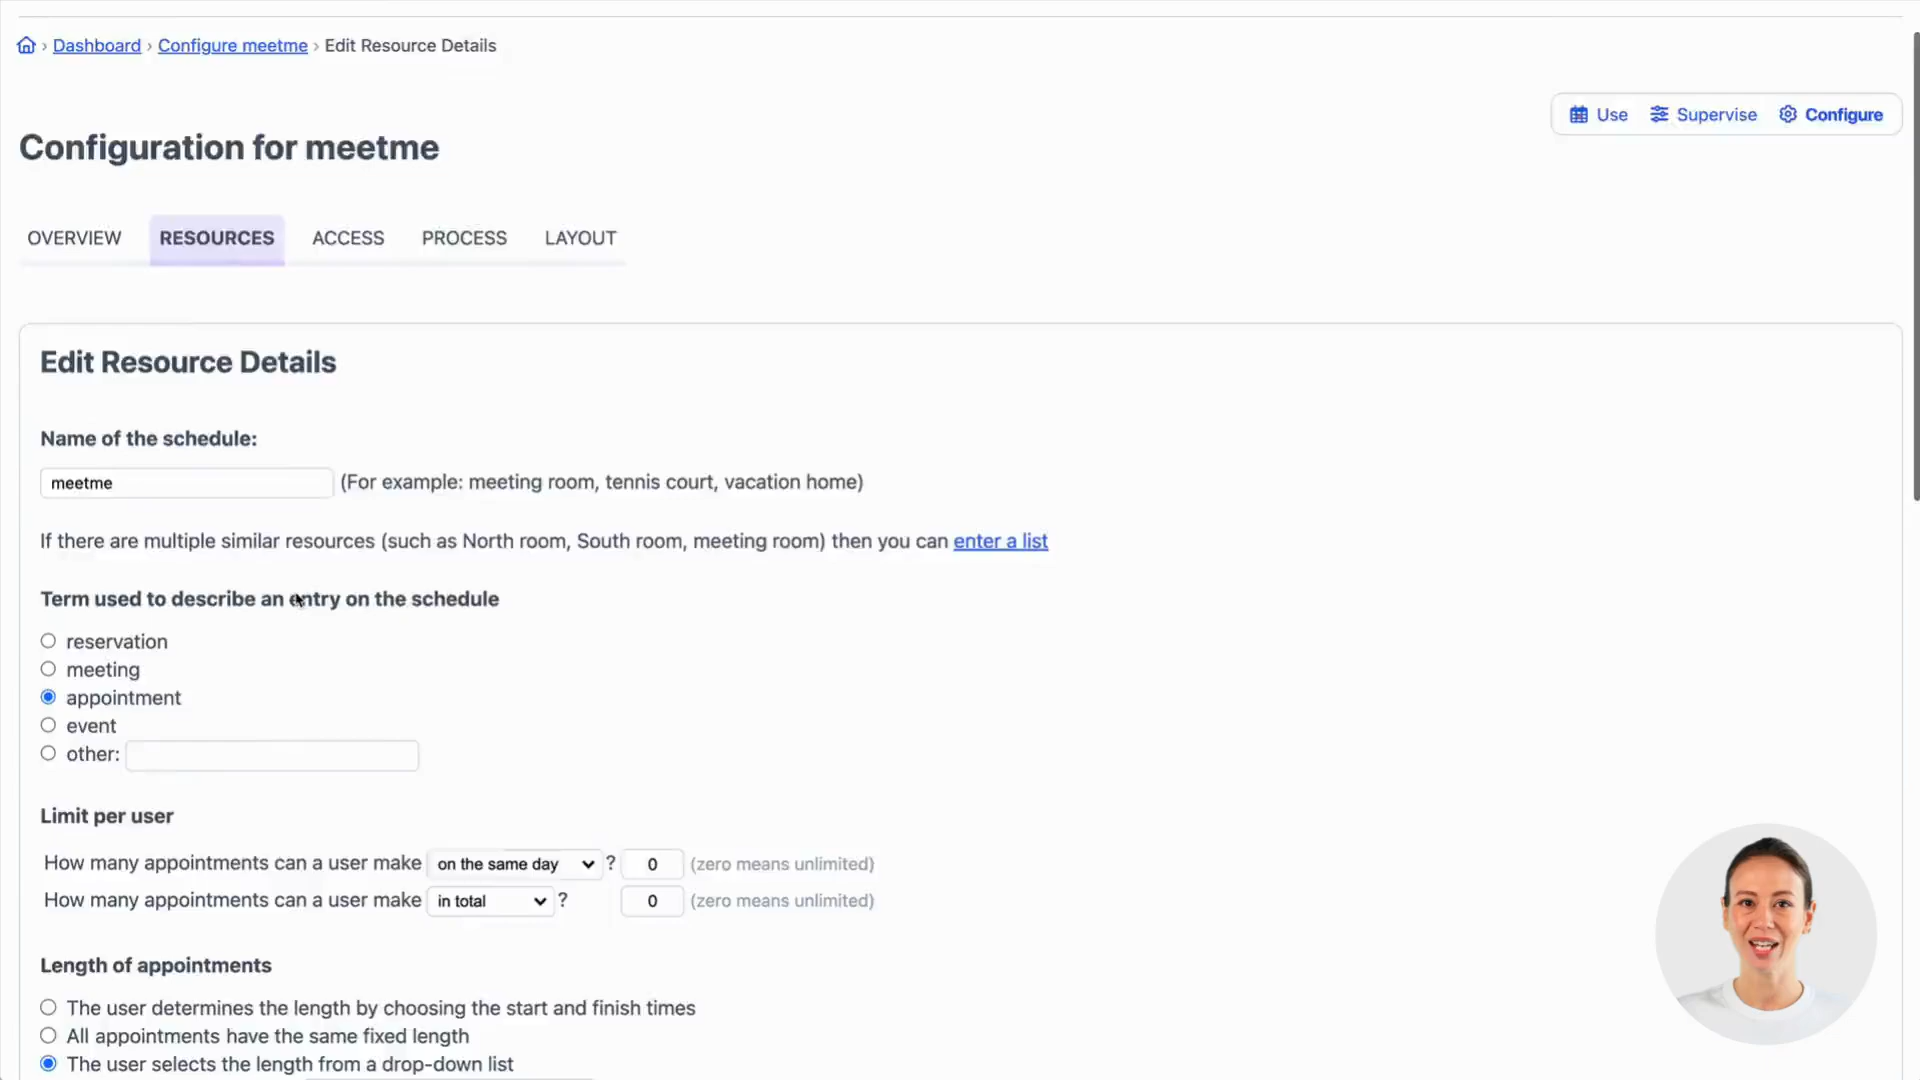 Dashboard › Configure meetme › Edit Resource Details
Use Supervise Configure
Configuration for meetme
OVERVIEW RESOURCES ACCESS PROCESS LAYOUT
Edit Resource Details
Name of the schedule:
meetme (For example: meeting room, tennis court, vacation home)
If there are multiple similar resources (such as North room, South room, meeting room) then you can enter a list
Term used to describe an entry on the schedule
reservation
meeting
appointment
event
other:
Limit per user
How many appointments can a user make on the same day ? 0 (zero means unlimited)
How many appointments can a user make in total ? 0 (zero means unlimited)
Length of appointments
The user determines the length by choosing the start and finish times
All appointments have the same fixed length
The user selects the length from a drop-down list